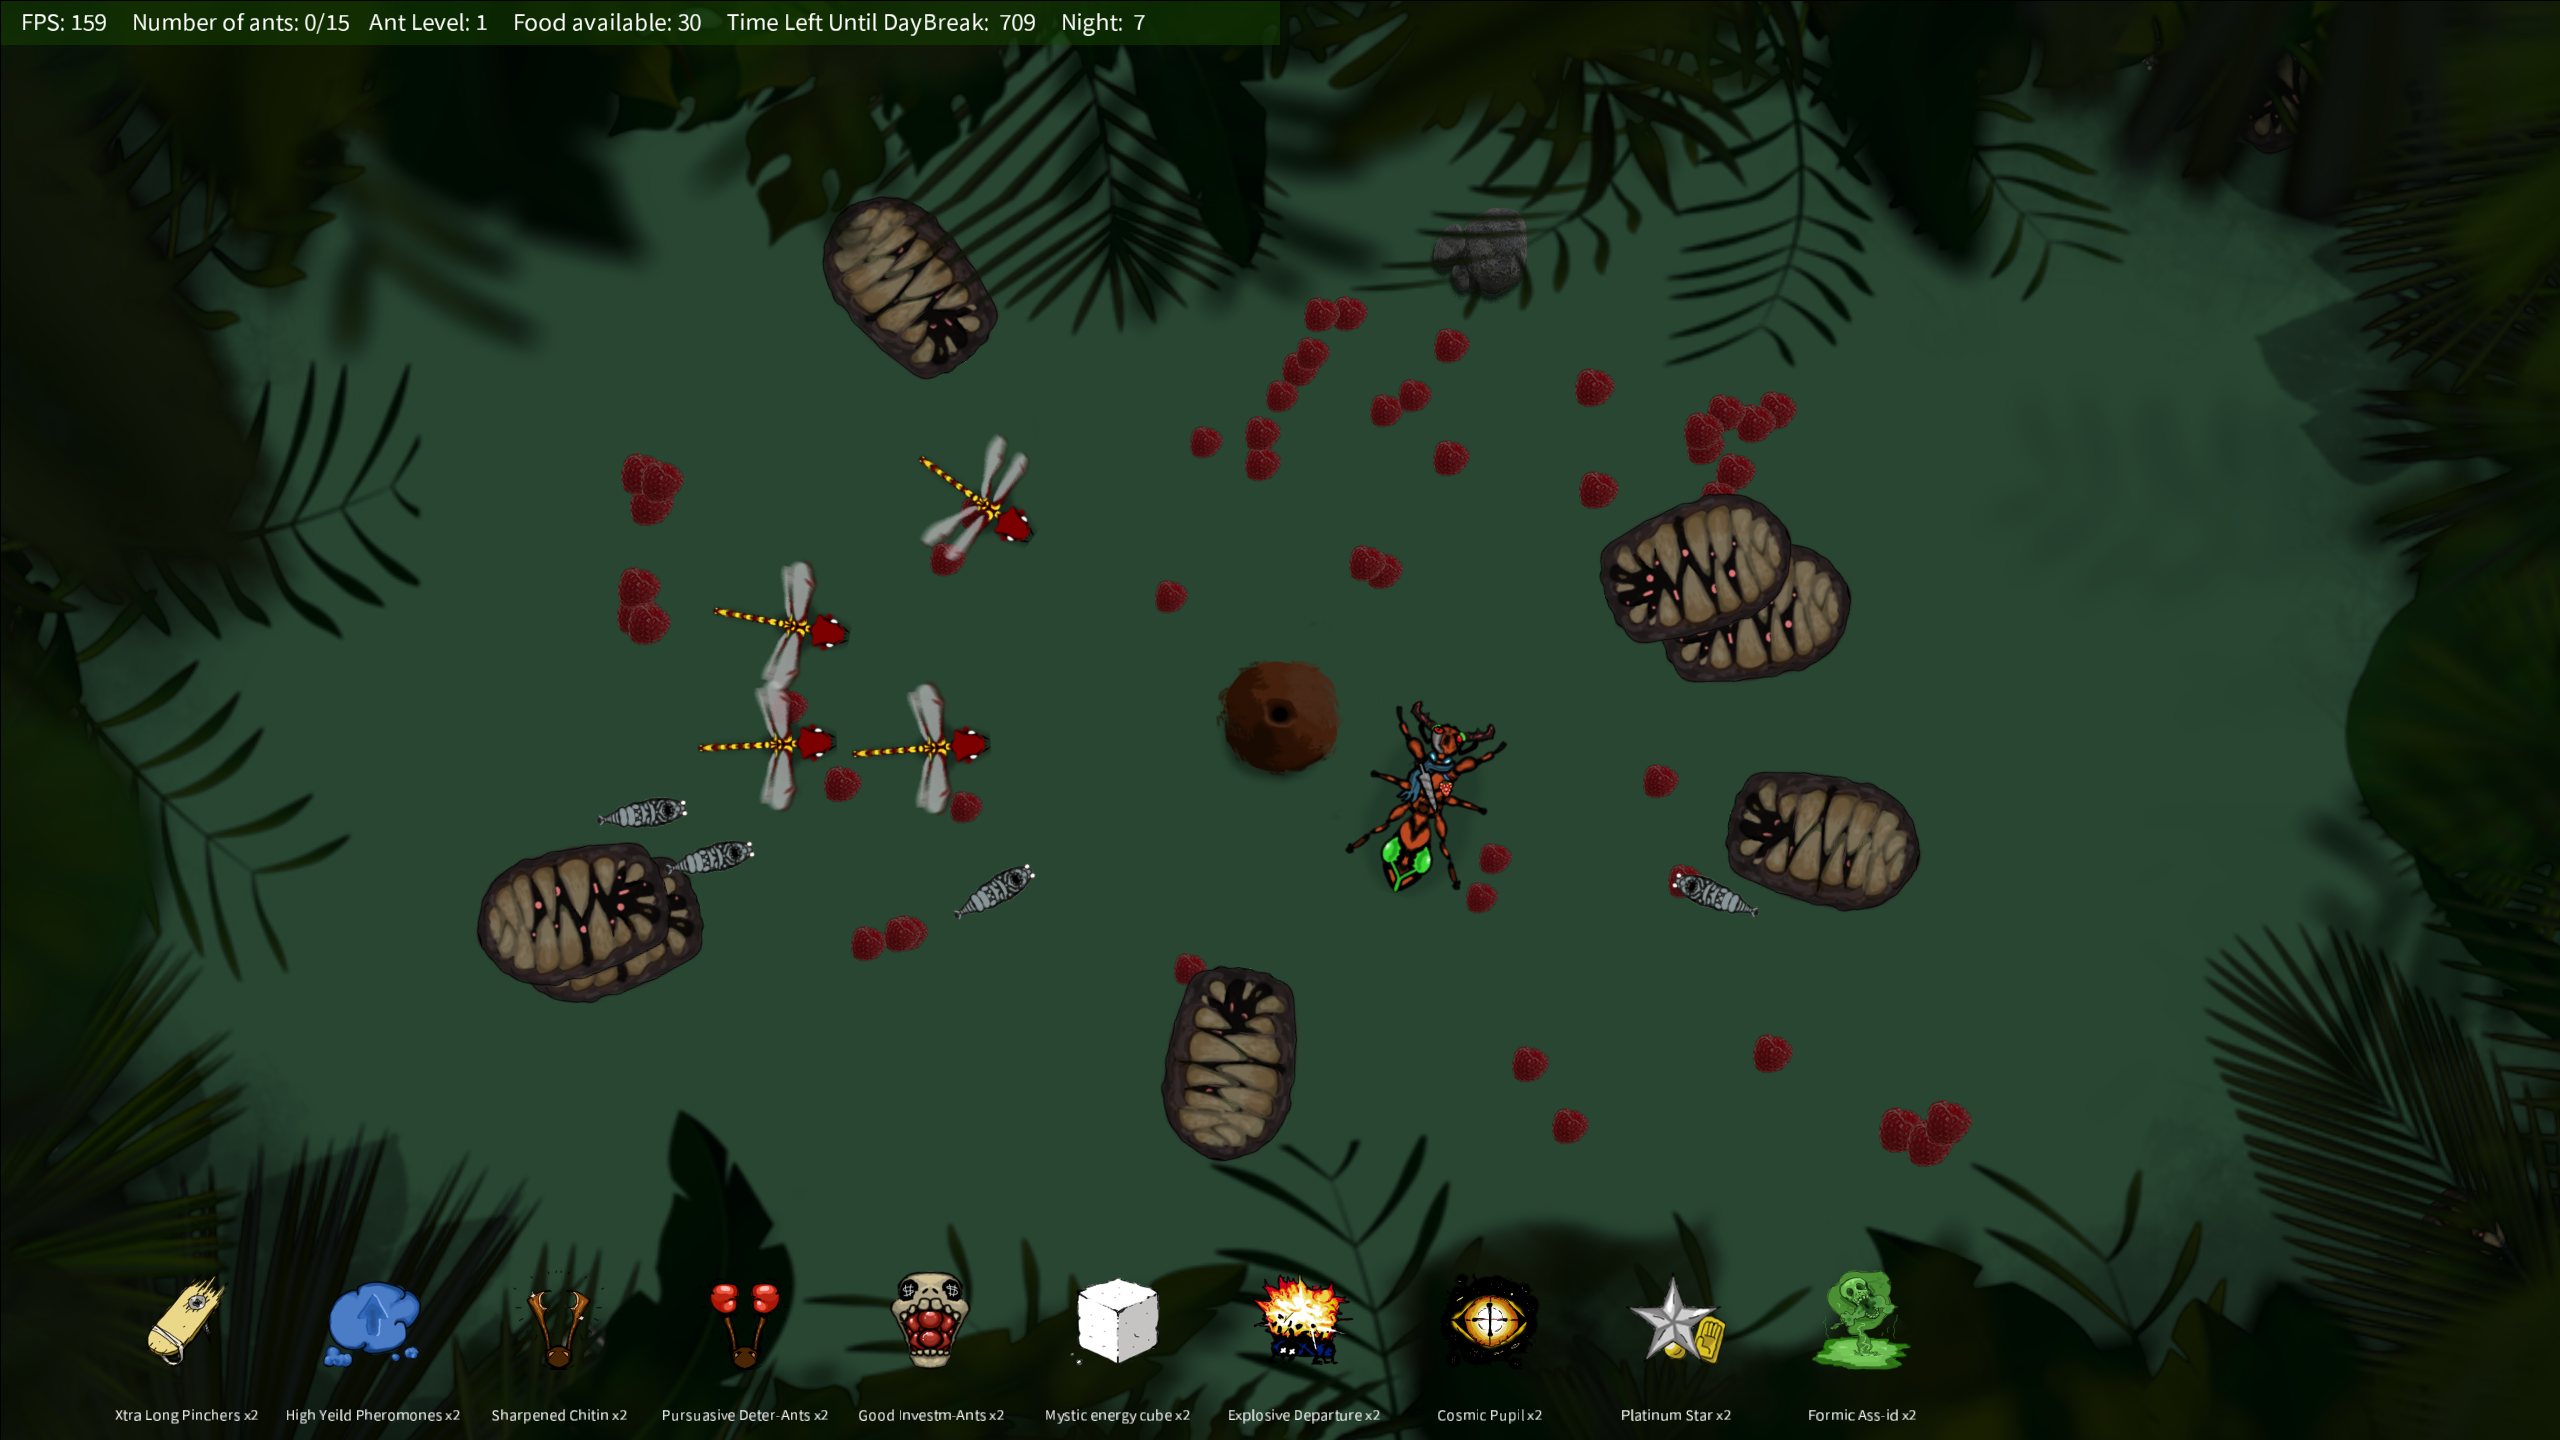 FPS: 159 Number of ants: 0/15 Ant Level: 1 Food available: 30 Time Left Until DayBreak: 709 Night: 7
Xtra Long Pinchers x2 High Yeild Pheromones x2 Sharpened Chitin x2 Pursuasive Deter-Ants x2 Good Investm-Ants x2 Mystic energy cube x2 Explosive Departure x2 Cosmic Pupil x2 Platinum Star x2 Formic Ass-id x2